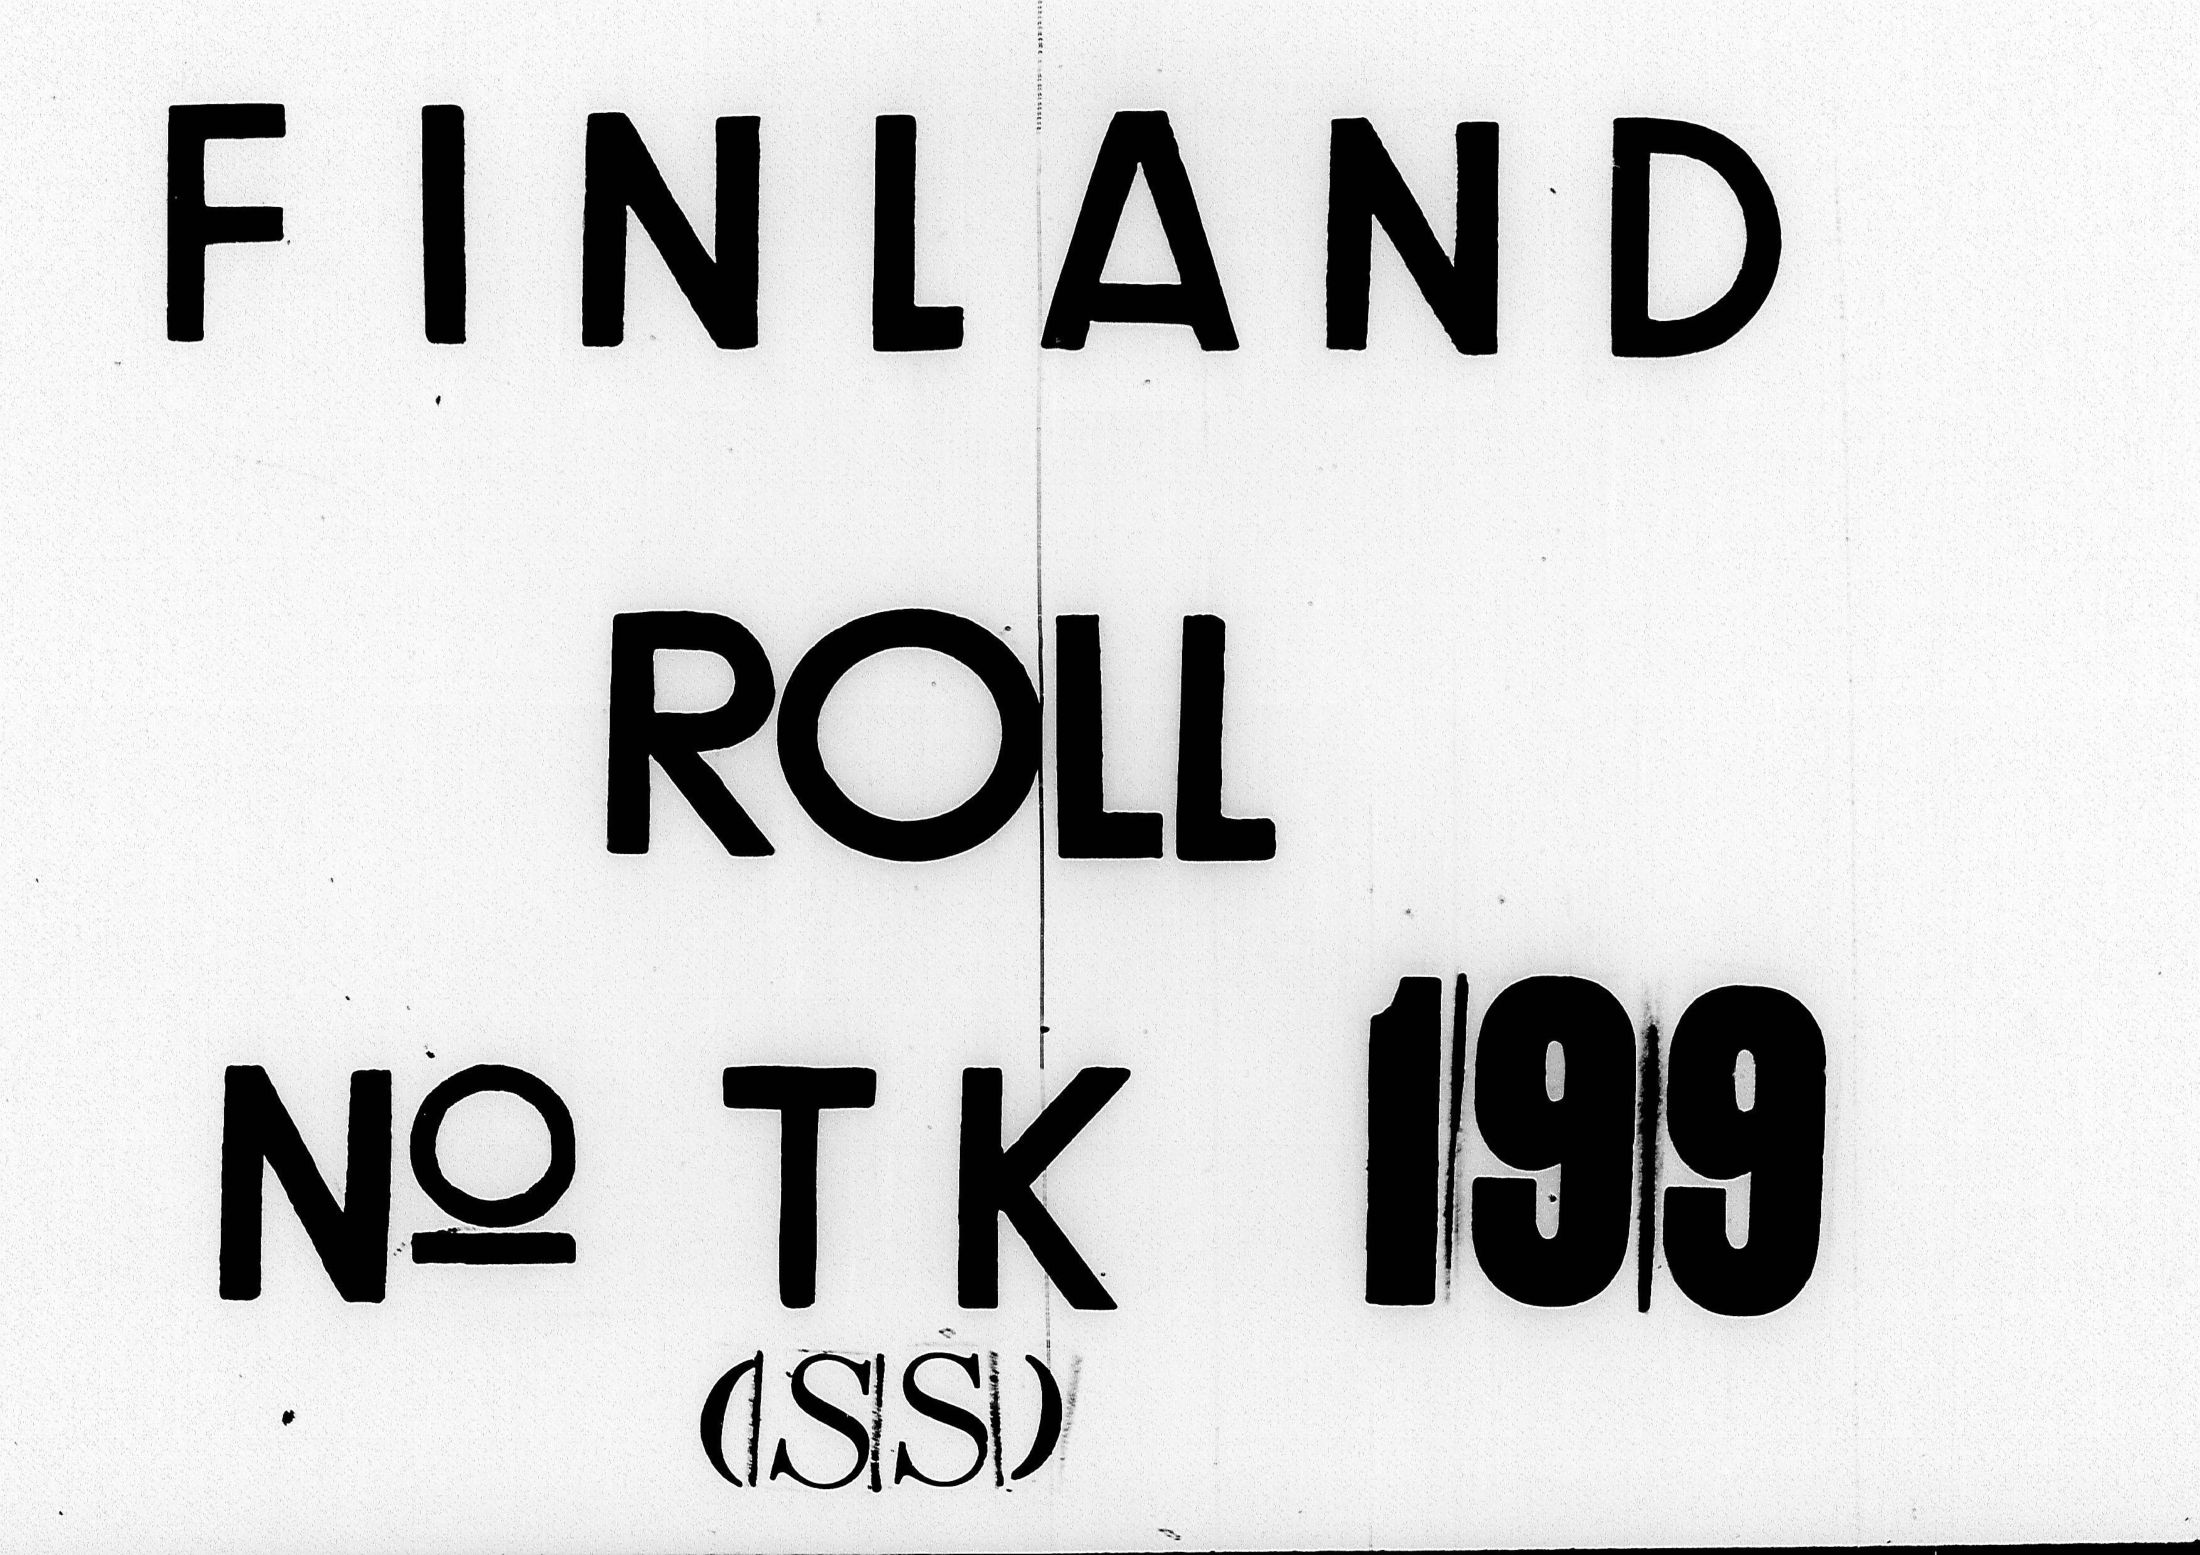 FINLAND
ROLL
Nº TK 199
(SS)